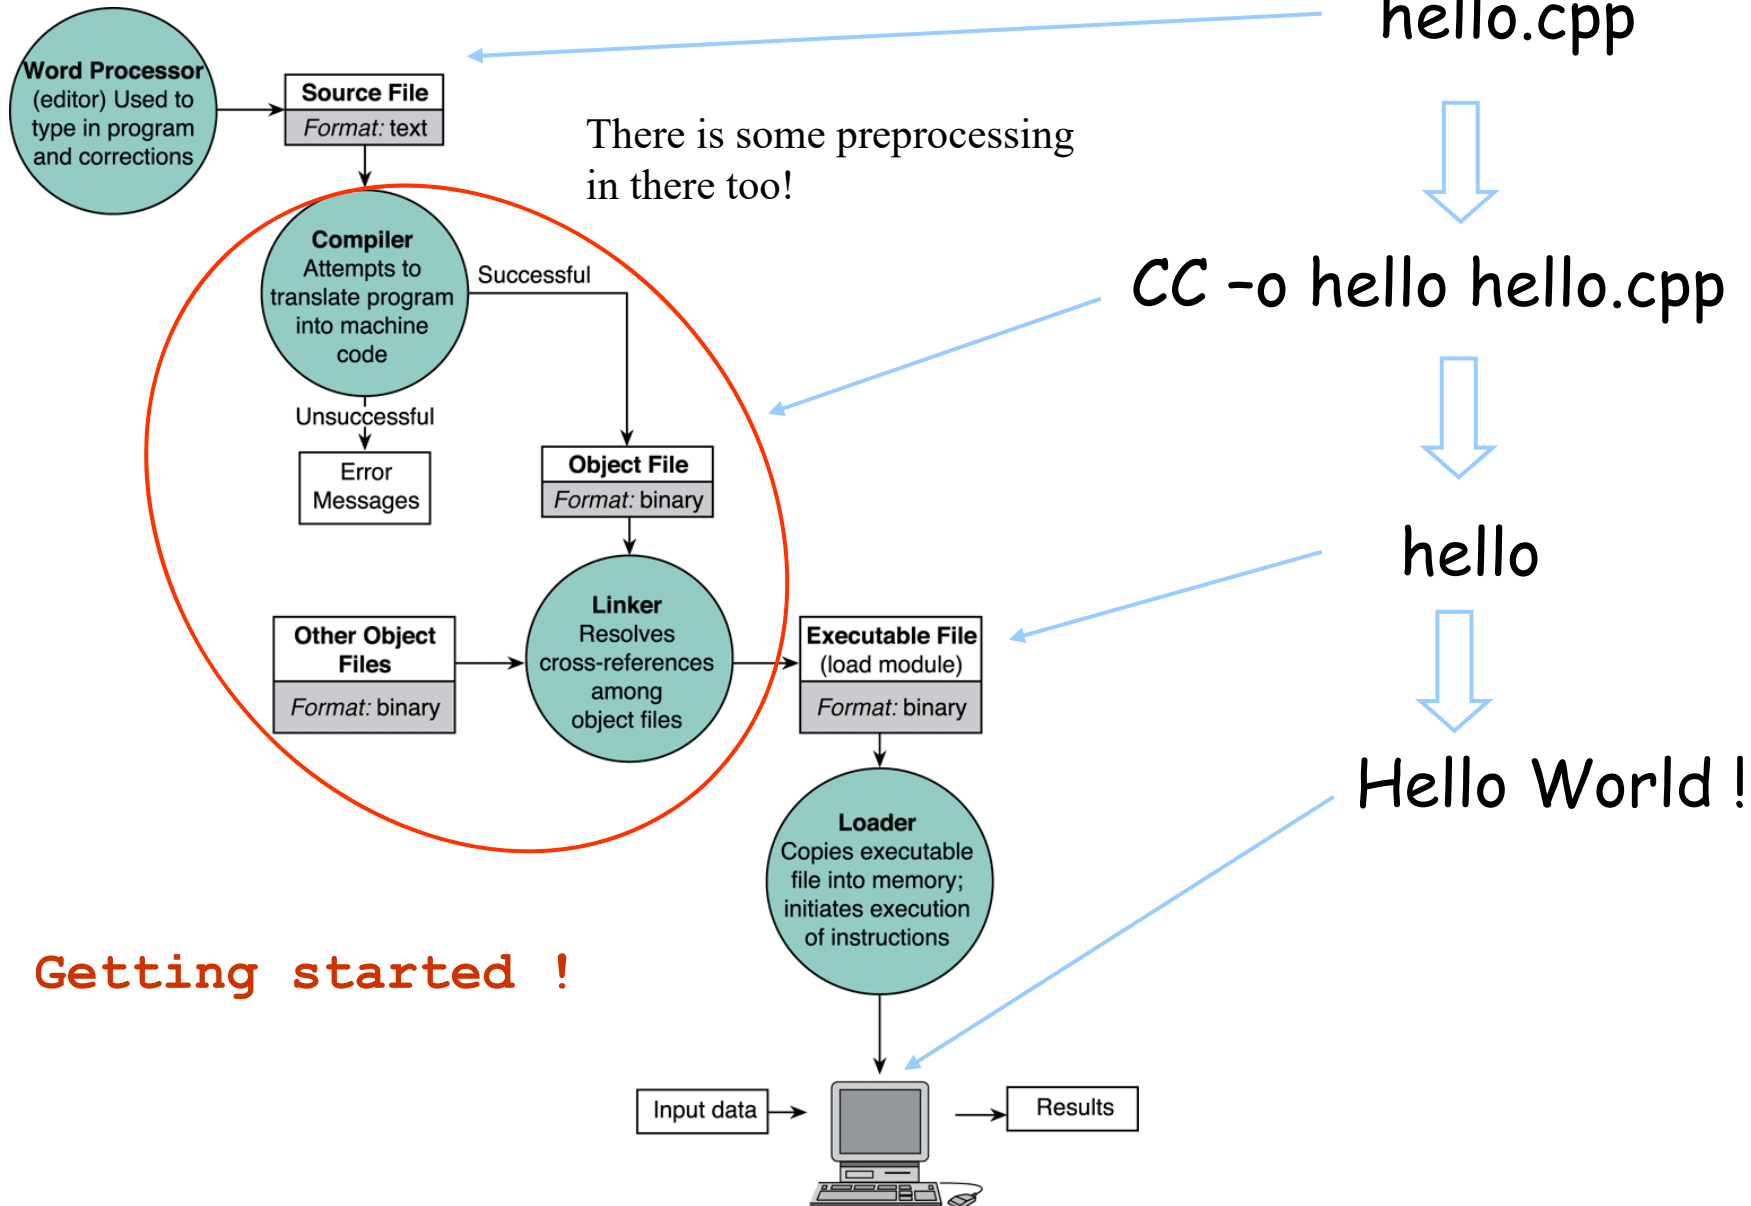 hello.cpp
Word Processor
(editor) Used to
type in program
and corrections
Source File
Format: text
There is some preprocessing
in there too!
Compiler
Attempts to
translate program
into machine
code
Successful
CC –o hello hello.cpp
Unsuccessful
Error
Messages
Object File
Format: binary
hello
Linker
Resolves
cross-references
among
object files
Other Object
Files
Format: binary
Executable File
(load module)
Format: binary
Hello World !
Loader
Copies executable
file into memory;
initiates execution
of instructions
Getting started !
Input data
Results